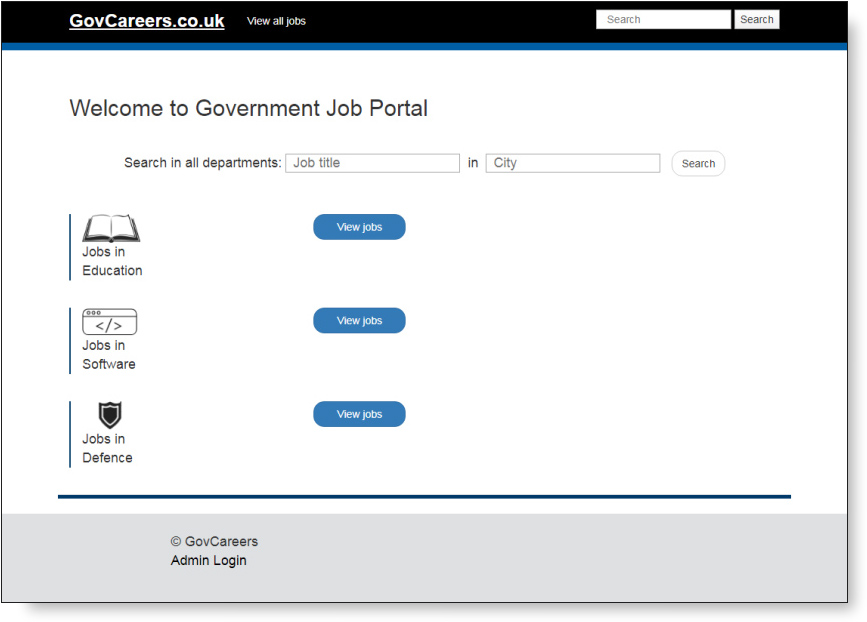 GovCareers.co.uk View all jobs Search Search
Welcome to Government Job Portal
Search in all departments: Job title in City Search
</>
Jobs in
Education
View jobs
Jobs in
Software
View jobs
Jobs in
Defence
View jobs
© GovCareers
Admin Login